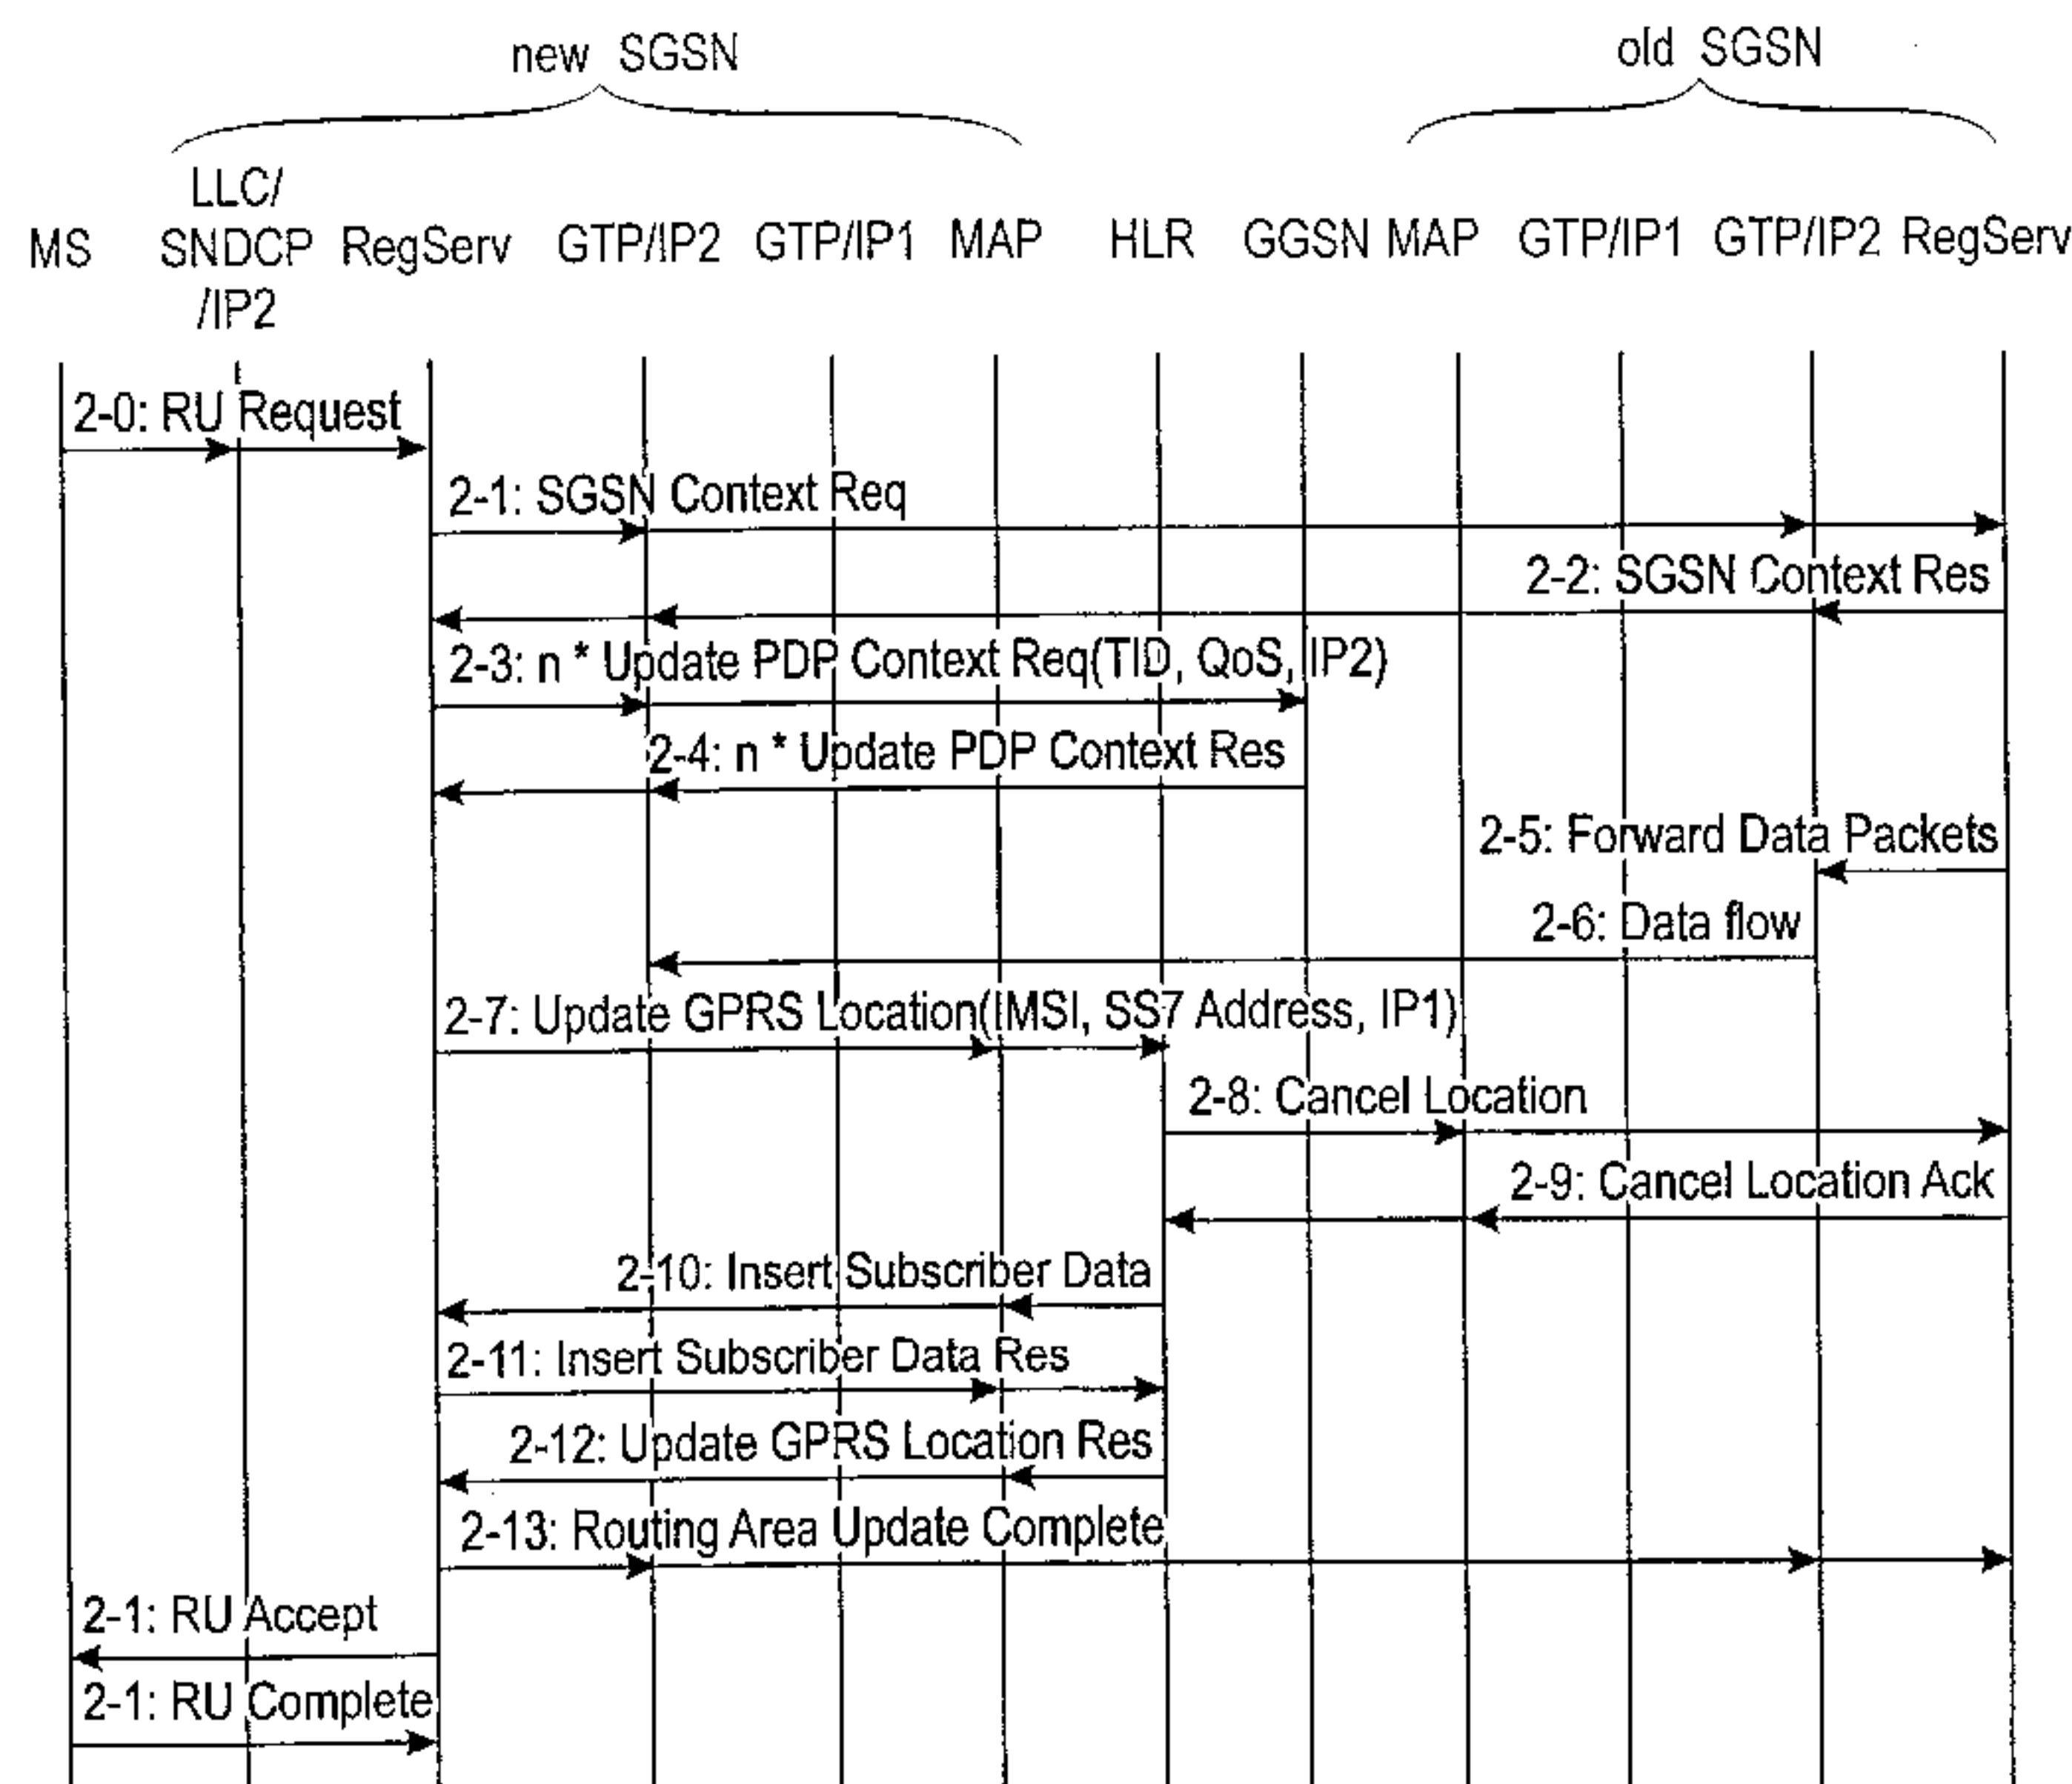 new SGSN
old SGSN
LLC/
SNDCP
/IP2
MS
RegServ
GTP/IP2
GTP/IP1
MAP
HLR
GGSN
MAP
GTP/IP1
GTP/IP2
RegServ
2-0: RU Request
2-1: SGSN Context Req
2-2: SGSN Context Res
2-3: n * Update PDP Context Req(TID, QoS, IP2)
2-4: n * Update PDP Context Res
2-5: Forward Data Packets
2-6: Data flow
2-7: Update GPRS Location(IMSI, SS7 Address, IP1)
2-8: Cancel Location
2-9: Cancel Location Ack
2-10: Insert Subscriber Data
2-11: Insert Subscriber Data Res
2-12: Update GPRS Location Res
2-13: Routing Area Update Complete
2-1: RU Accept
2-1: RU Complete